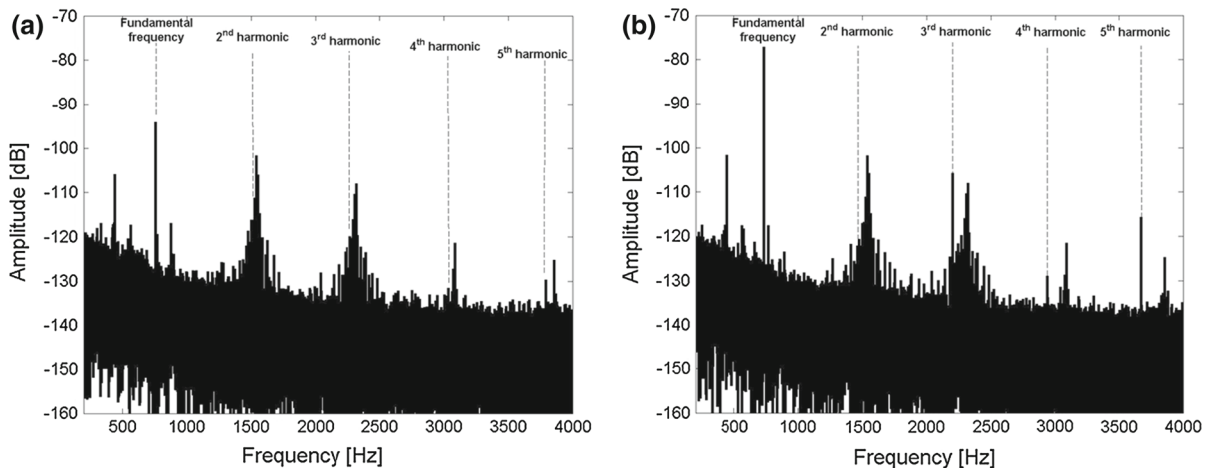 (a)
-70
-80
-90
-100
-110
-120
-130
-140
-150
-160
Amplitude [dB]
Fundamental
frequency
2nd harmonic
3rd harmonic
4th harmonic
5th harmonic
500
1000
1500
2000
2500
3000
3500
4000
Frequency [Hz]
(b)
-70
-80
-90
-100
-110
-120
-130
-140
-150
-160
Amplitude [dB]
Fundamental
frequency
2nd harmonic
3rd harmonic
4th harmonic
5th harmonic
500
1000
1500
2000
2500
3000
3500
4000
Frequency [Hz]